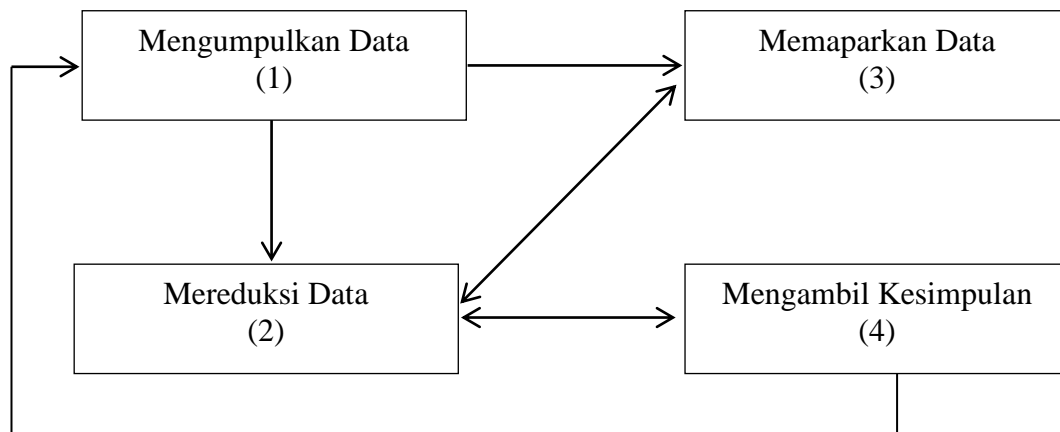 Mengumpulkan Data
(1)
Memaparkan Data
(3)
Mereduksi Data
(2)
Mengambil Kesimpulan
(4)